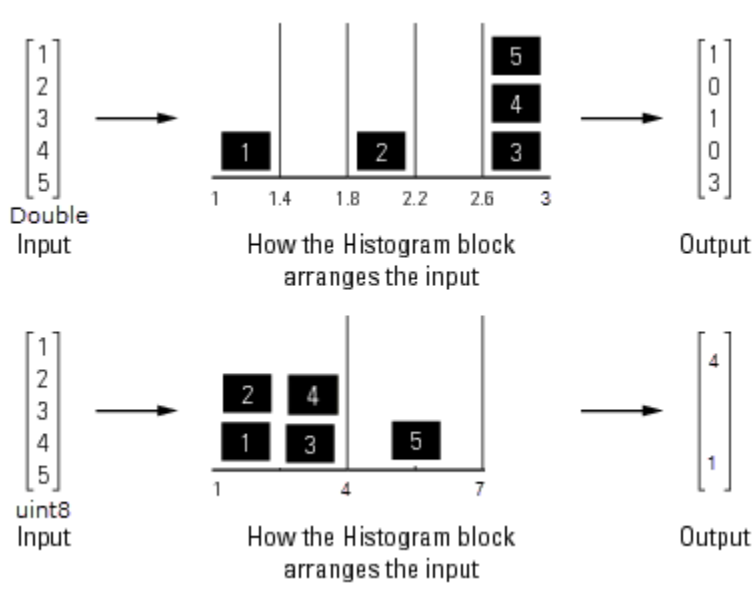 1
2
3
4
5
Double
Input
5
4
1
2
3
1 1.4 1.8 2.2 2.6 3
How the Histogram block
arranges the input
1
0
1
0
3
Output
1
2
3
4
5
uint8
Input
2 4
1 3 5
1 4 7
How the Histogram block
arranges the input
4
1
Output